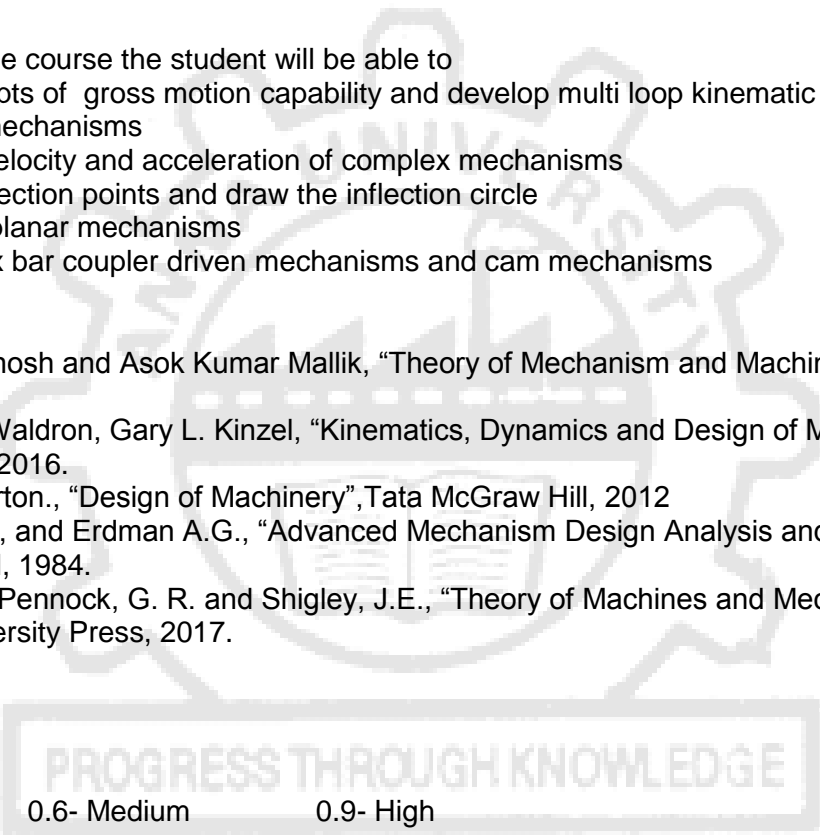 e course the student will be able to
pts of gross motion capability and develop multi loop kinematic
mechanisms
elocity and acceleration of complex mechanisms
ection points and draw the inflection circle
planar mechanisms
x bar coupler driven mechanisms and cam mechanisms
hosh and Asok Kumar Mallik, “Theory of Mechanism and Machin
Waldron, Gary L. Kinzel, “Kinematics, Dynamics and Design of M
2016.
rton., “Design of Machinery”,Tata McGraw Hill, 2012
, and Erdman A.G., “Advanced Mechanism Design Analysis and
l, 1984.
Pennock, G. R. and Shigley, J.E., “Theory of Machines and Mec
ersity Press, 2017.
ANNA UNIVERSITY
PROGRESS THROUGH KNOWLEDGE
0.6- Medium 0.9- High